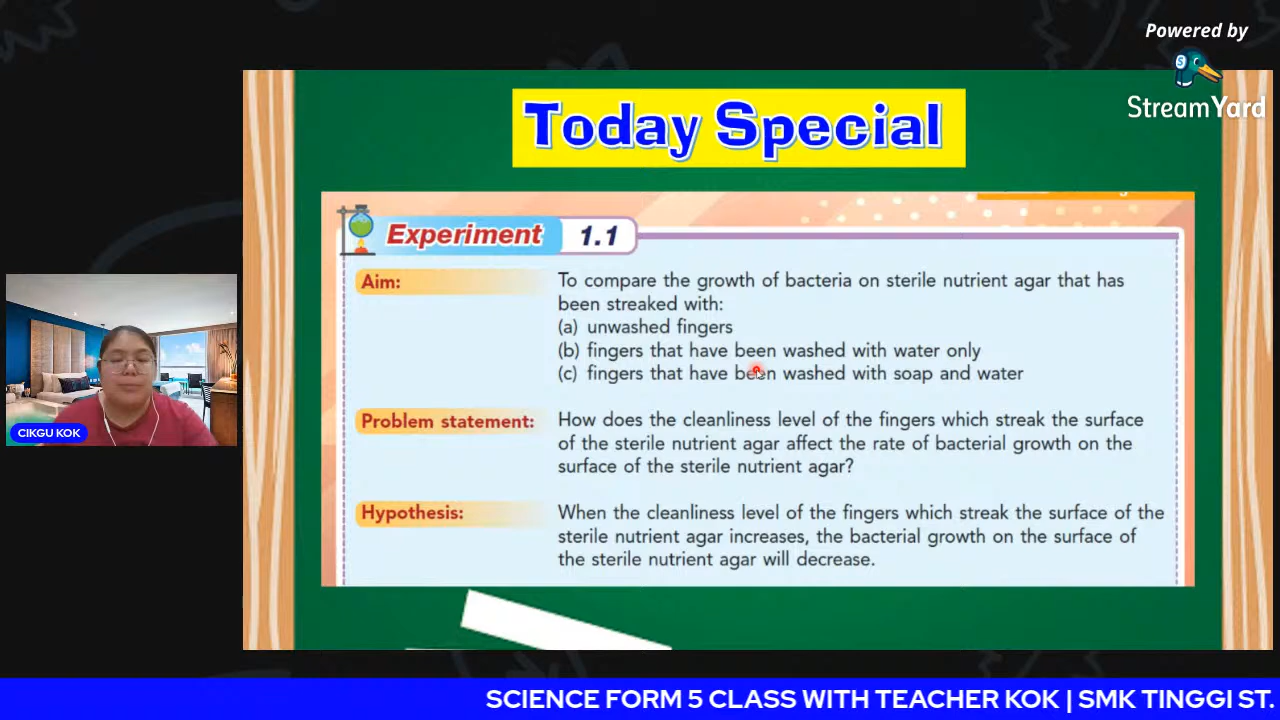 Powered by
StreamYard
Today Special
Experiment 1.1
Aim: To compare the growth of bacteria on sterile nutrient agar that has
been streaked with:
(a) unwashed fingers
(b) fingers that have been washed with water only
(c) fingers that have been washed with soap and water
Problem statement: How does the cleanliness level of the fingers which streak the surface
of the sterile nutrient agar affect the rate of bacterial growth on the
surface of the sterile nutrient agar?
Hypothesis: When the cleanliness level of the fingers which streak the surface of the
sterile nutrient agar increases, the bacterial growth on the surface of
the sterile nutrient agar will decrease.
CIKGU KOK
SCIENCE FORM 5 CLASS WITH TEACHER KOK | SMK TINGGI ST.